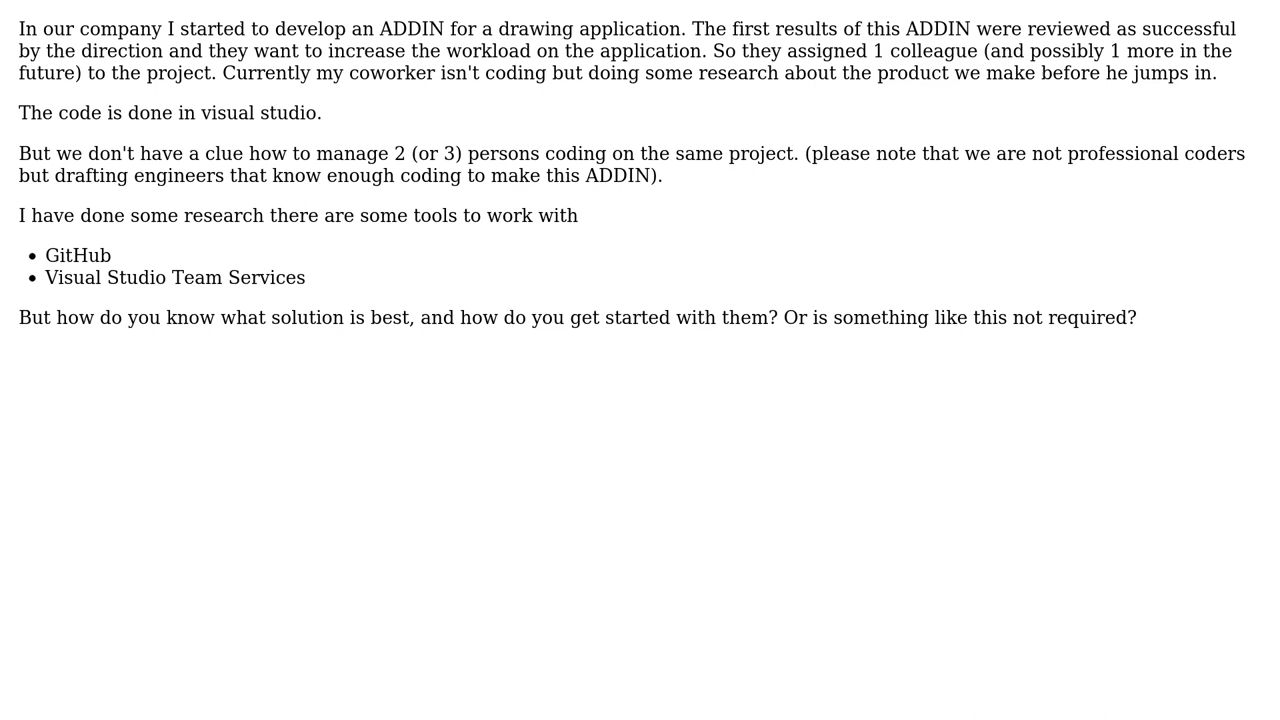 In our company I started to develop an ADDIN for a drawing application. The first results of this ADDIN were reviewed as successful
by the direction and they want to increase the workload on the application. So they assigned 1 colleague (and possibly 1 more in the
future) to the project. Currently my coworker isn't coding but doing some research about the product we make before he jumps in.
The code is done in visual studio.
But we don't have a clue how to manage 2 (or 3) persons coding on the same project. (please note that we are not professional coders
but drafting engineers that know enough coding to make this ADDIN).
I have done some research there are some tools to work with
• GitHub
• Visual Studio Team Services
But how do you know what solution is best, and how do you get started with them? Or is something like this not required?